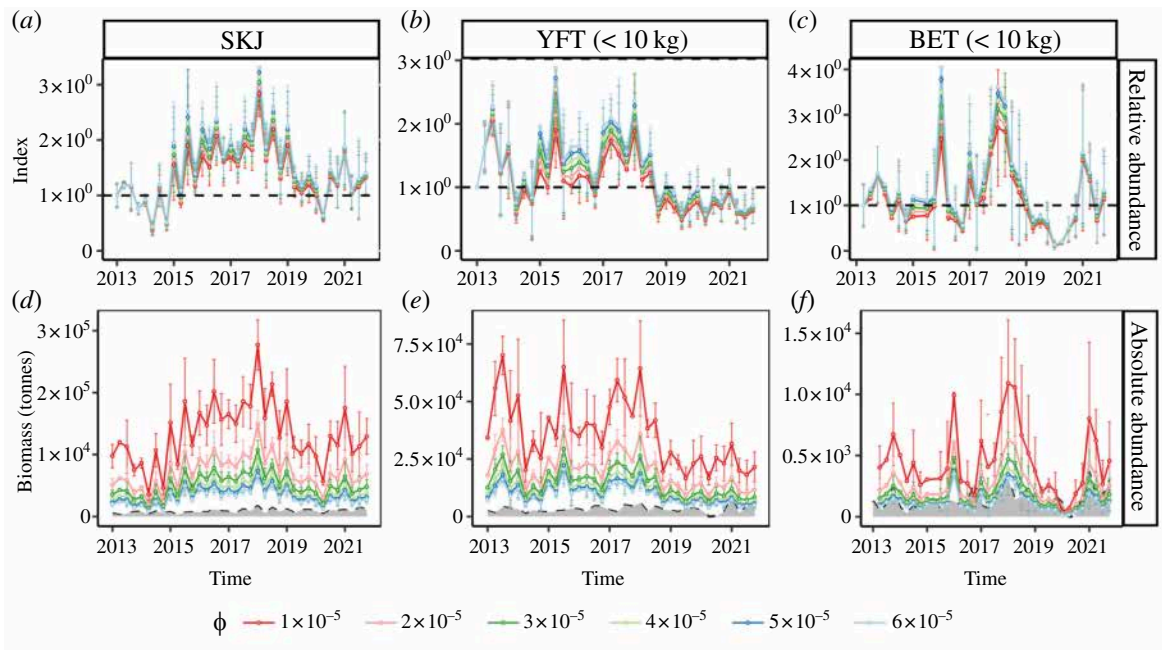 (a) (b) (c)
SKJ YFT (< 10 kg) BET (< 10 kg)
3×10⁰ 3×10⁰ 4×10⁰
3×10⁰
2×10⁰ 2×10⁰
2×10⁰
1×10⁰ 1×10⁰ 1×10⁰
0 0 0
Index
Relative abundance
2013 2015 2017 2019 2021 2013 2015 2017 2019 2021 2013 2015 2017 2019 2021
(d) (e) (f)
3×10⁵ 7.5×10⁴ 1.5×10⁴
2×10⁵ 5.0×10⁴ 1.0×10⁴
1×10⁴ 2.5×10⁴ 0.5×10³
0 0 0
Biomass (tonnes)
Absolute abundance
2013 2015 2017 2019 2021 2013 2015 2017 2019 2021 2013 2015 2017 2019 2021
Time Time Time
ϕ 1×10⁻⁵ 2×10⁻⁵ 3×10⁻⁵ 4×10⁻⁵ 5×10⁻⁵ 6×10⁻⁵